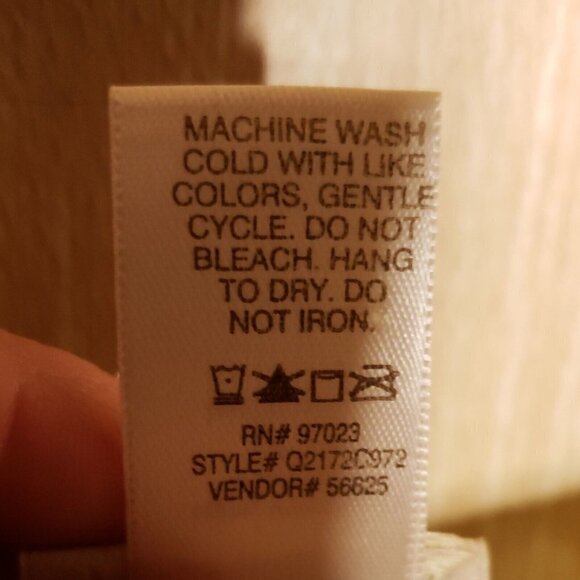 MACHINE WASH
COLD WITH LIKE
COLORS, GENTLE
CYCLE. DO NOT
BLEACH. HANG
TO DRY. DO
NOT IRON.
RN# 97023
STYLE# Q2172C972
VENDOR# 56625